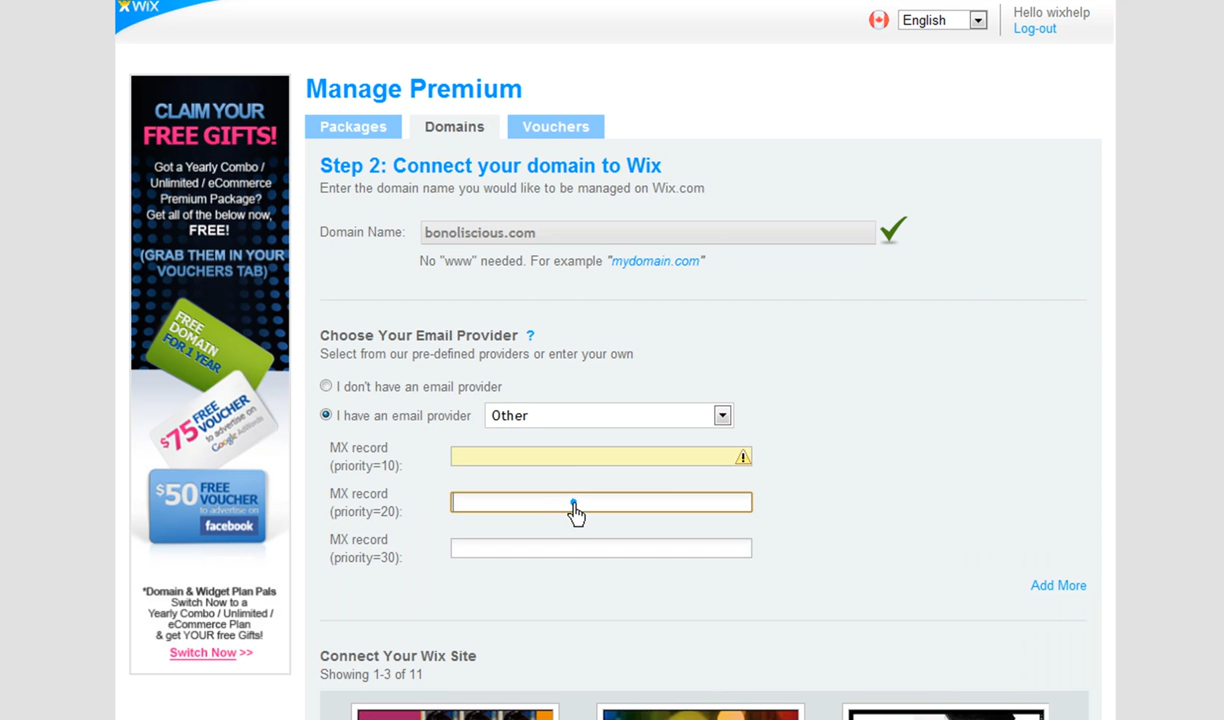 WiX
English
Hello wixhelp
Log-out
CLAIM YOUR
FREE GIFTS!
Got a Yearly Combo /
Unlimited / eCommerce
Premium Package?
Get all of the below now,
FREE!
(GRAB THEM IN YOUR
VOUCHERS TAB)
FREE
DOMAIN
FOR 1 YEAR
$75 FREE
VOUCHER
to advertise on
Google AdWords
$50 FREE
VOUCHER
to advertise on
facebook
*Domain & Widget Plan Pals
Switch Now to a
Yearly Combo / Unlimited /
eCommerce Plan
& get YOUR free Gifts!
Switch Now >>
Manage Premium
Packages
Domains
Vouchers
Step 2: Connect your domain to Wix
Enter the domain name you would like to be managed on Wix.com
Domain Name: bonoliscious.com
No "www" needed. For example "mydomain.com"
Choose Your Email Provider ?
Select from our pre-defined providers or enter your own
I don't have an email provider
I have an email provider Other
MX record
(priority=10):
MX record
(priority=20):
MX record
(priority=30):
Add More
Connect Your Wix Site
Showing 1-3 of 11